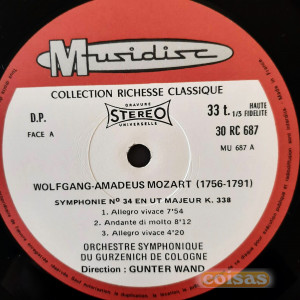 Musidisc
COLLECTION RICHESSE CLASSIQUE
D.P.
FACE A
GRAVURE
STEREO
UNIVERSELLE
33 t. 1/3 HAUTE FIDELITE
30 RC 687
MU 687 A
WOLFGANG-AMADEUS MOZART (1756-1791)
SYMPHONIE Nº 34 EN UT MAJEUR K. 338
1. Allegro vivace 7'54
2. Andante di molto 8'12
3. Allegro vivace 4'20
ORCHESTRE SYMPHONIQUE
DU GURZENICH DE COLOGNE
Direction : GUNTER WAND
coisas